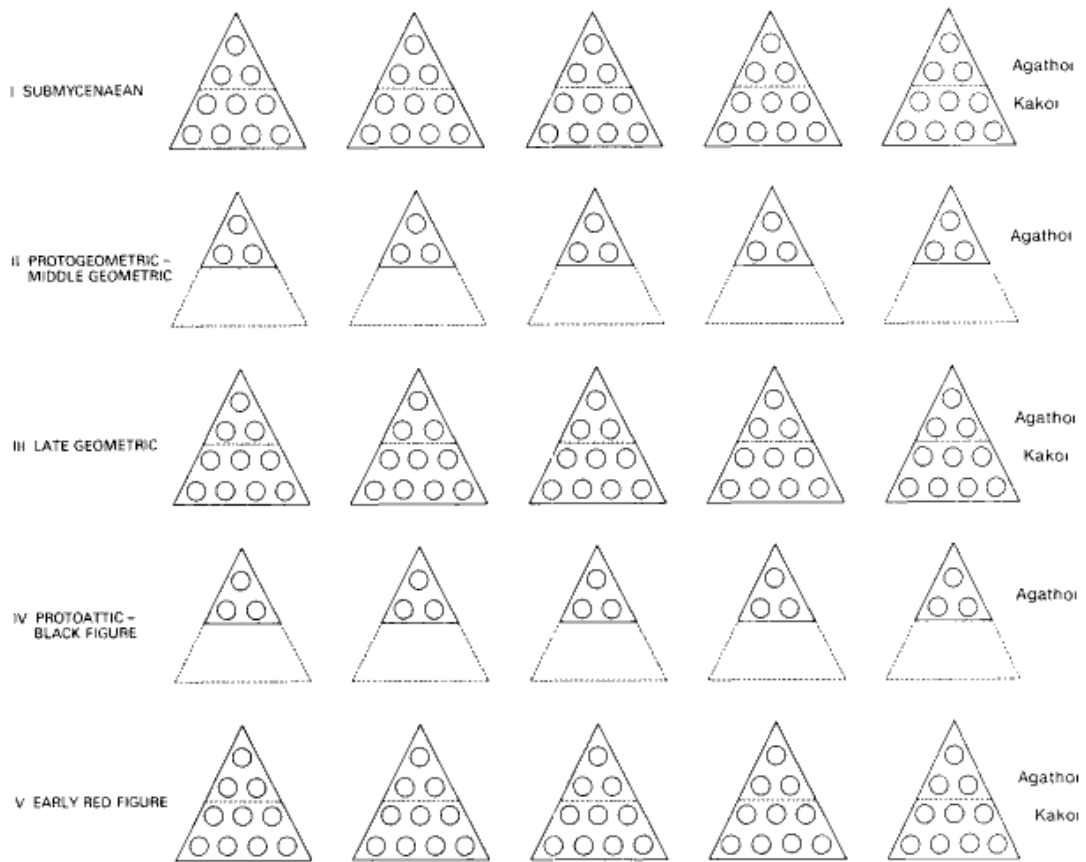 I SUBMYCENAEAN
Agathoi
Kakoi
II PROTOGEOMETRIC –
MIDDLE GEOMETRIC
Agathoi
III LATE GEOMETRIC
Agathoi
Kakoi
IV PROTOATTIC –
BLACK FIGURE
Agathoi
V EARLY RED FIGURE
Agathoi
Kakoi